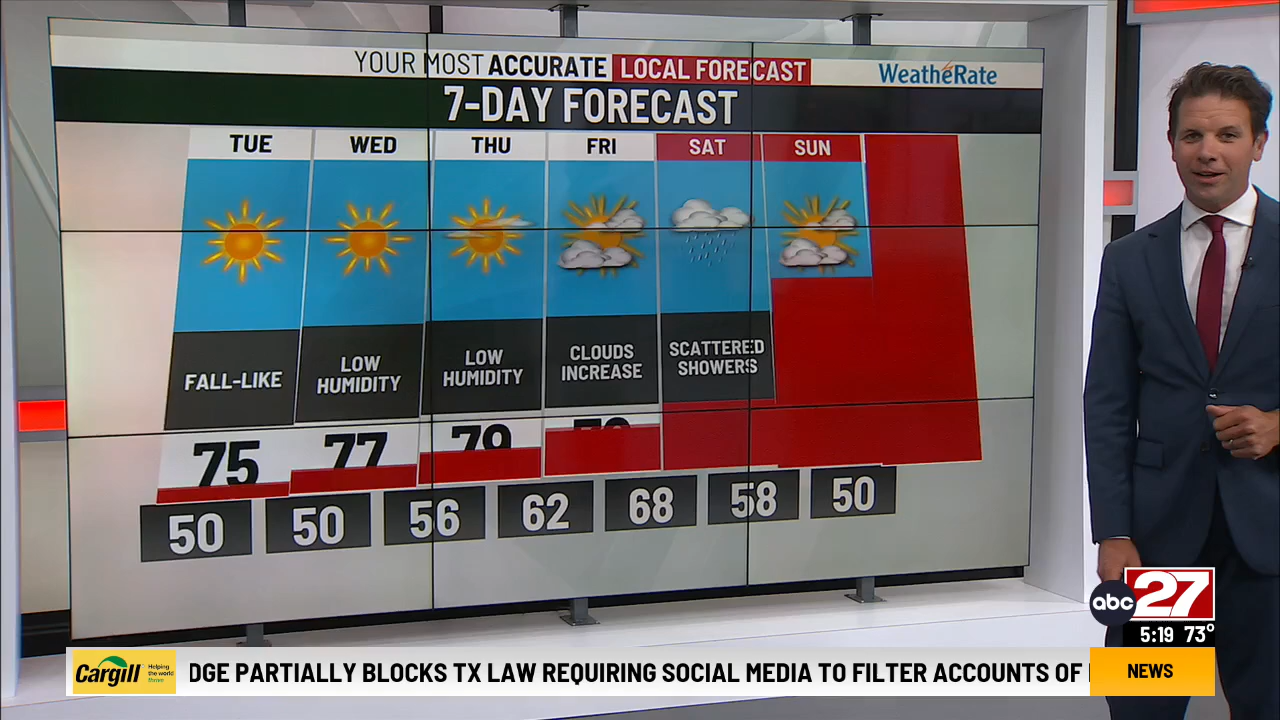 YOUR MOST ACCURATE LOCAL FORECAST
WeatheRate
7-DAY FORECAST
TUE WED THU FRI SAT SUN
FALL-LIKE
LOW HUMIDITY
LOW HUMIDITY
CLOUDS INCREASE
SCATTERED SHOWERS
75 77 79
50 50 56 62 68 58 50
abc 27
5:19 73°
Cargill Helping the world thrive
DGE PARTIALLY BLOCKS TX LAW REQUIRING SOCIAL MEDIA TO FILTER ACCOUNTS OF
NEWS